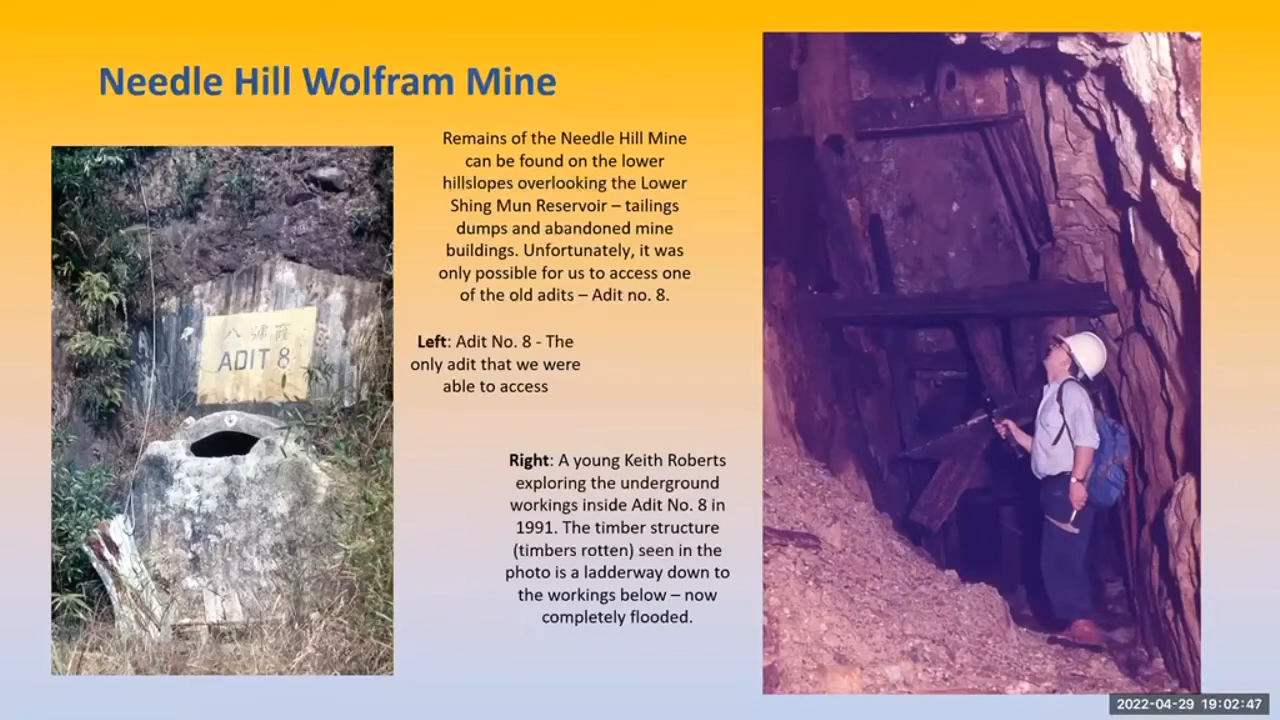 Needle Hill Wolfram Mine
Remains of the Needle Hill Mine
can be found on the lower
hillslopes overlooking the Lower
Shing Mun Reservoir – tailings
dumps and abandoned mine
buildings. Unfortunately, it was
only possible for us to access one
of the old adits – Adit no. 8.
八號窿
ADIT 8
Left: Adit No. 8 - The
only adit that we were
able to access
Right: A young Keith Roberts
exploring the underground
workings inside Adit No. 8 in
1991. The timber structure
(timbers rotten) seen in the
photo is a ladderway down to
the workings below – now
completely flooded.
2022-04-29 19:02:47